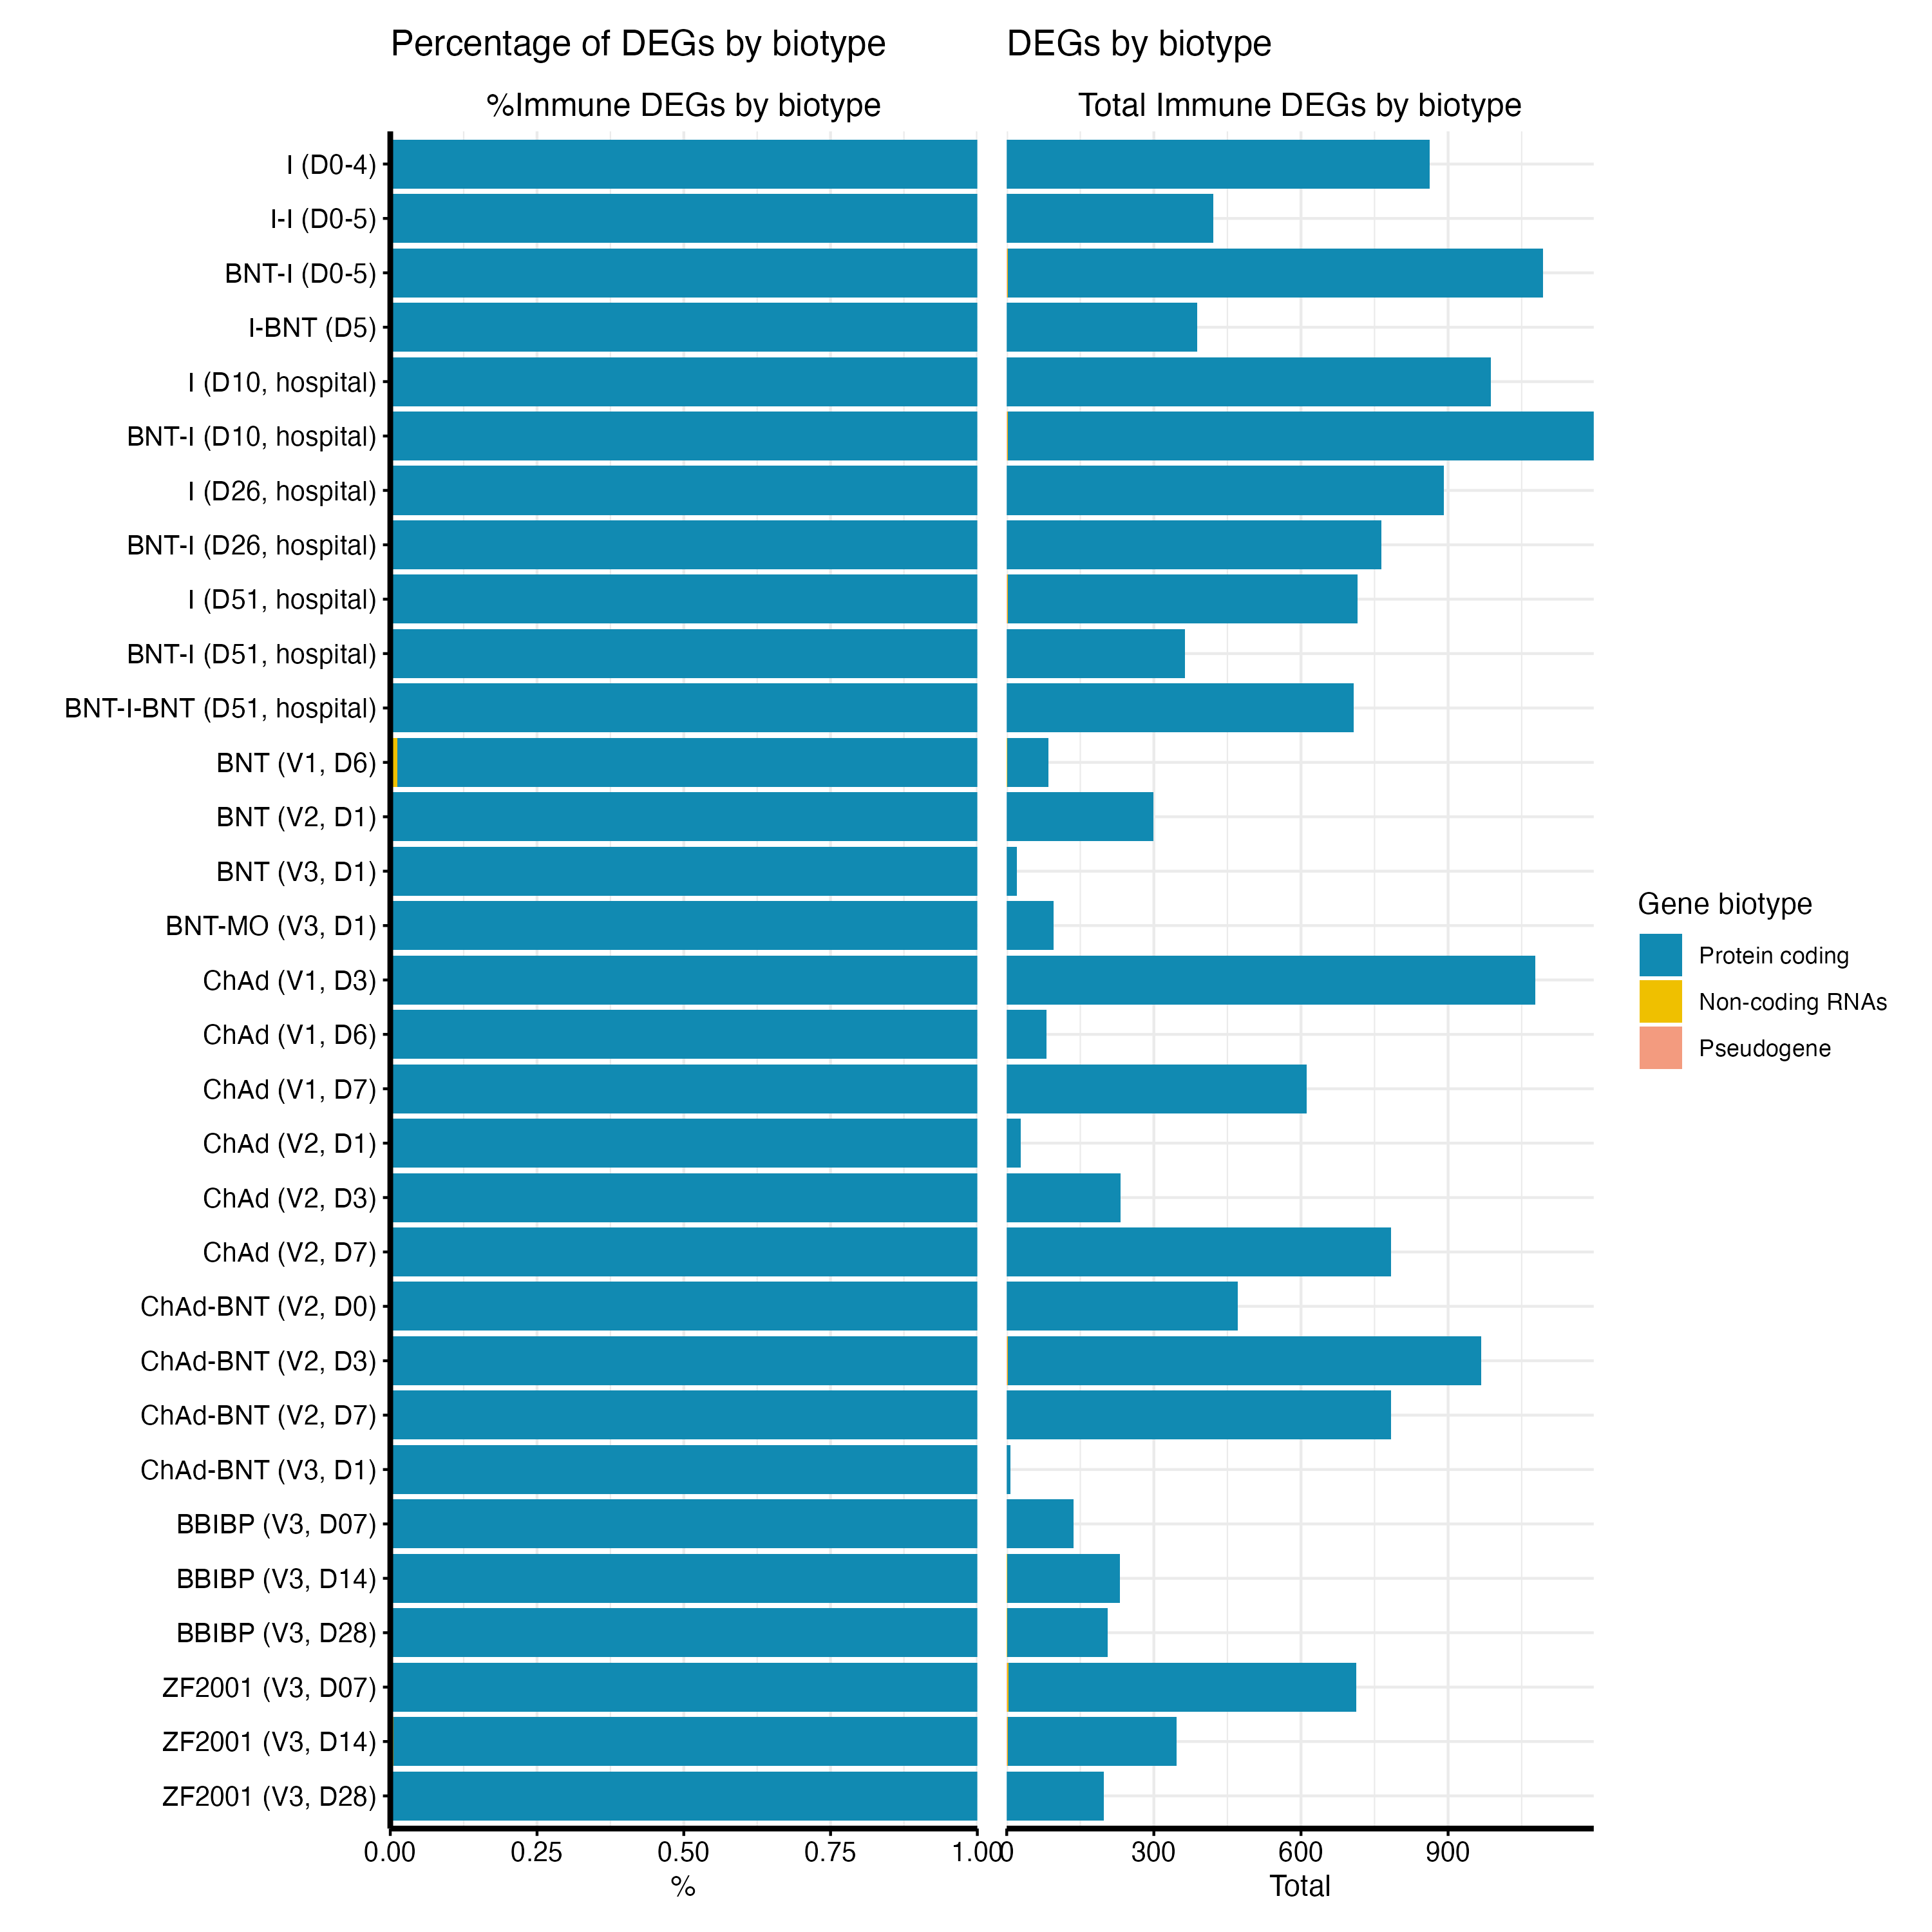 Percentage of DEGs by biotype
DEGs by biotype
%Immune DEGs by biotype
Total Immune DEGs by biotype
I (D0-4)
I-I (D0-5)
BNT-I (D0-5)
I-BNT (D5)
I (D10, hospital)
BNT-I (D10, hospital)
I (D26, hospital)
BNT-I (D26, hospital)
I (D51, hospital)
BNT-I (D51, hospital)
BNT-I-BNT (D51, hospital)
BNT (V1, D6)
BNT (V2, D1)
BNT (V3, D1)
BNT-MO (V3, D1)
ChAd (V1, D3)
ChAd (V1, D6)
ChAd (V1, D7)
ChAd (V2, D1)
ChAd (V2, D3)
ChAd (V2, D7)
ChAd-BNT (V2, D0)
ChAd-BNT (V2, D3)
ChAd-BNT (V2, D7)
ChAd-BNT (V3, D1)
BBIBP (V3, D07)
BBIBP (V3, D14)
BBIBP (V3, D28)
ZF2001 (V3, D07)
ZF2001 (V3, D14)
ZF2001 (V3, D28)
0.00 0.25 0.50 0.75 1.00
%
0 300 600 900
Total
Gene biotype
Protein coding
Non-coding RNAs
Pseudogene